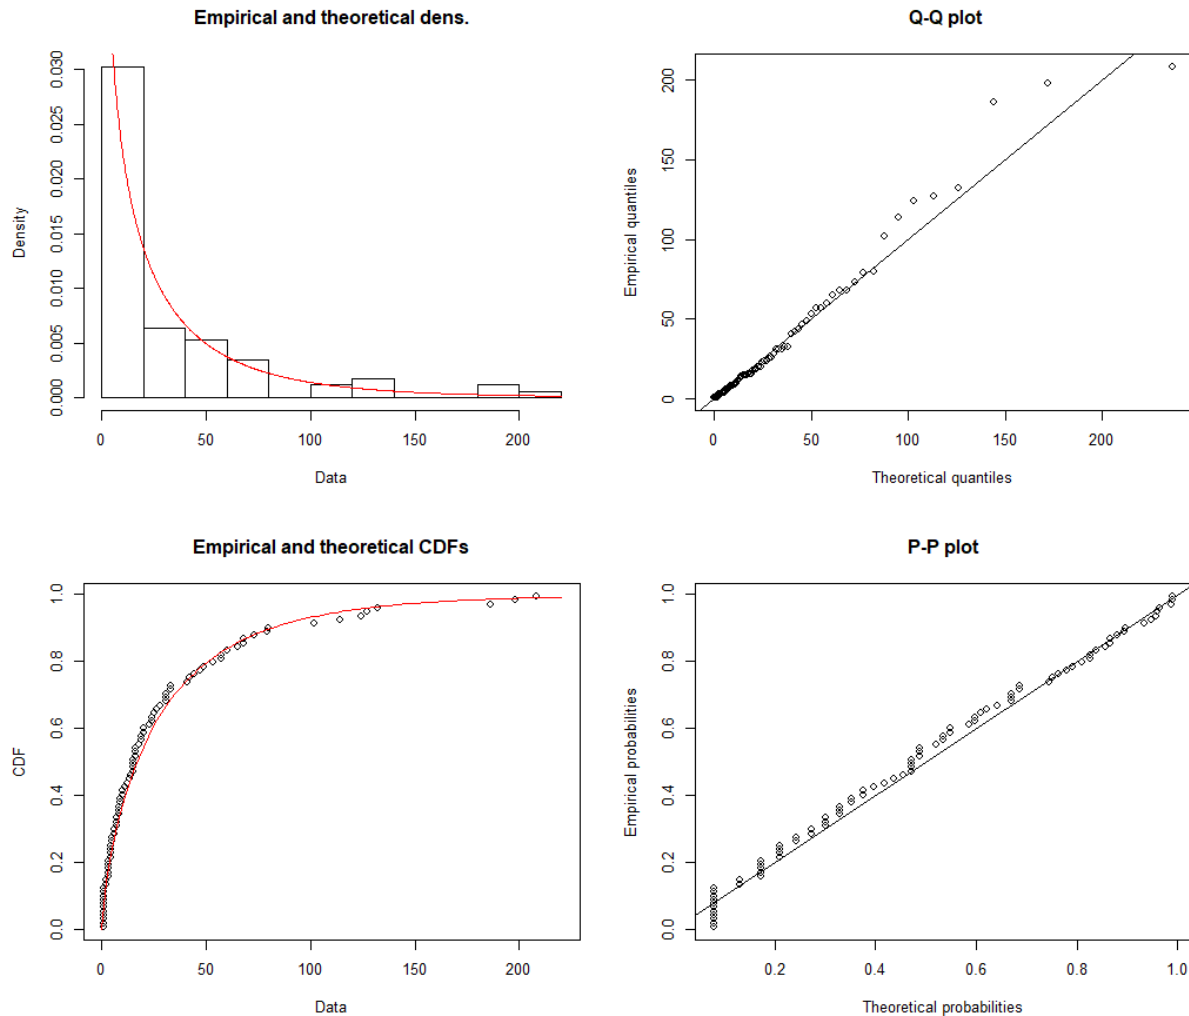 Empirical and theoretical dens.
Density
0.000 0.005 0.010 0.015 0.020 0.025 0.030
0 50 100 150 200
Data
Q-Q plot
Empirical quantiles
0 50 100 150 200
0 50 100 150 200
Theoretical quantiles
Empirical and theoretical CDFs
CDF
0.0 0.2 0.4 0.6 0.8 1.0
0 50 100 150 200
Data
P-P plot
Empirical probabilities
0.0 0.2 0.4 0.6 0.8 1.0
0.2 0.4 0.6 0.8 1.0
Theoretical probabilities